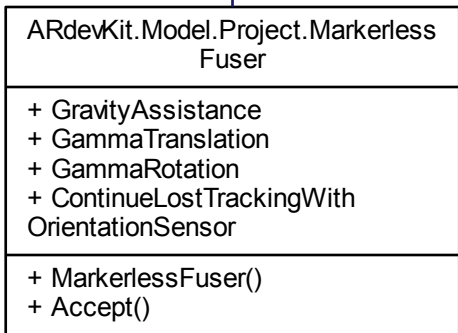 ARdevKit.Model.Project.Markerless
Fuser
+ GravityAssistance
+ GammaTranslation
+ GammaRotation
+ ContinueLostTrackingWith
OrientationSensor
+ MarkerlessFuser()
+ Accept()